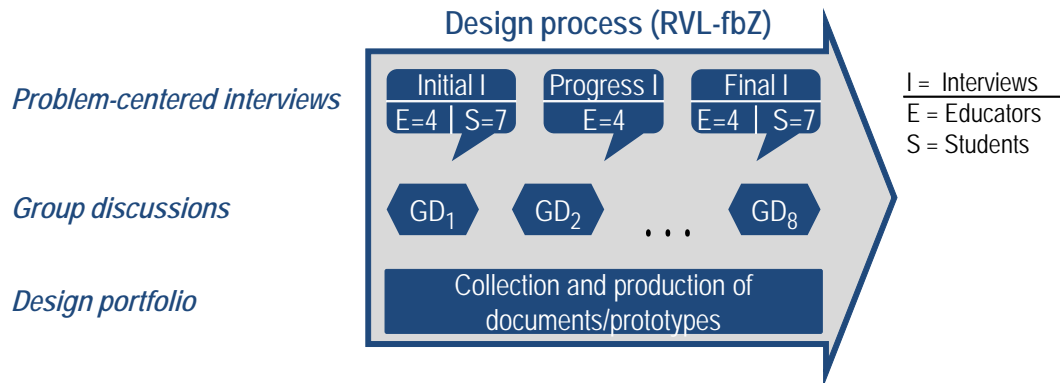 Design process (RVL-fbZ)
Problem-centered interviews
Initial I
E=4 | S=7
Progress I
E=4
Final I
E=4 | S=7
I = Interviews
E = Educators
S = Students
Group discussions
GD₁
GD₂
...
GD₈
Design portfolio
Collection and production of
documents/prototypes